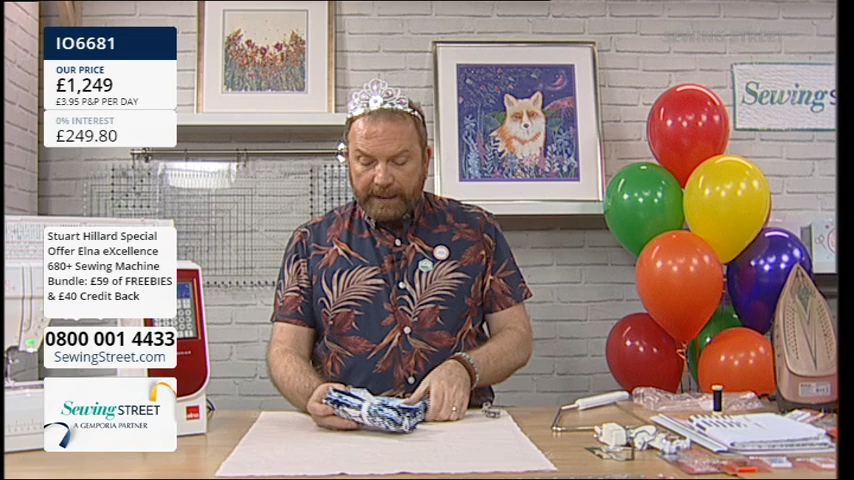 IO6681
OUR PRICE
£1,249
£3.95 P&P PER DAY
0% INTEREST
£249.80
Stuart Hillard Special
Offer Elna eXcellence
680+ Sewing Machine
Bundle: £59 of FREEBIES
& £40 Credit Back
0800 001 4433
SewingStreet.com
SewingSTREET
A GEMPORIA PARTNER
SEWING STREET
SewingS